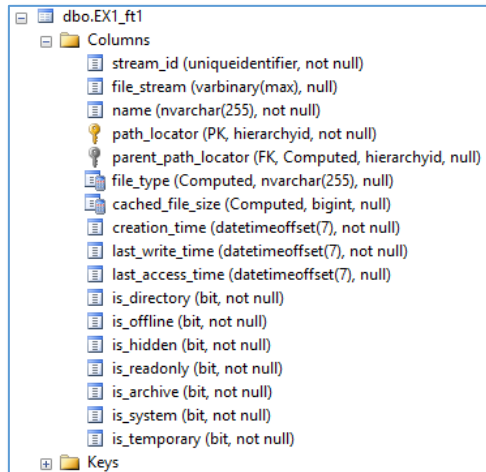 dbo.EX1_ft1
Columns
stream_id (uniqueidentifier, not null)
file_stream (varbinary(max), null)
name (nvarchar(255), not null)
path_locator (PK, hierarchyid, not null)
parent_path_locator (FK, Computed, hierarchyid, null)
file_type (Computed, nvarchar(255), null)
cached_file_size (Computed, bigint, null)
creation_time (datetimeoffset(7), not null)
last_write_time (datetimeoffset(7), not null)
last_access_time (datetimeoffset(7), null)
is_directory (bit, not null)
is_offline (bit, not null)
is_hidden (bit, not null)
is_readonly (bit, not null)
is_archive (bit, not null)
is_system (bit, not null)
is_temporary (bit, not null)
Keys